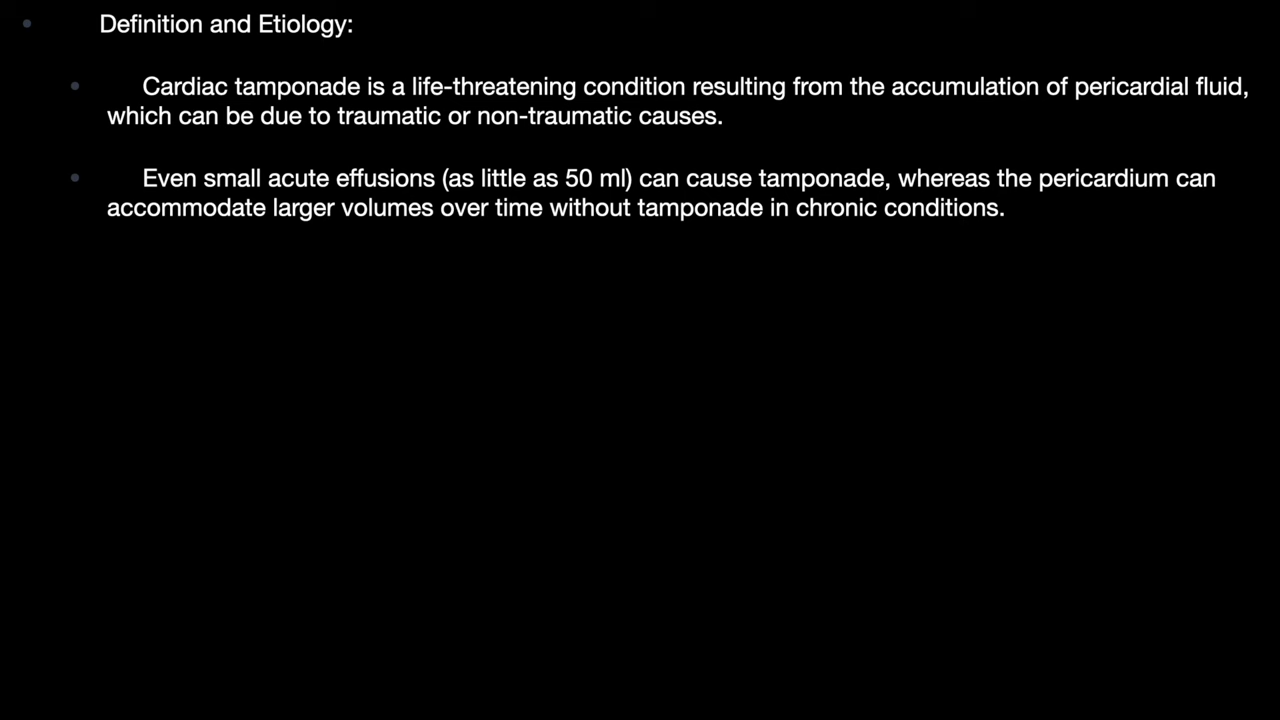 Definition and Etiology:
Cardiac tamponade is a life-threatening condition resulting from the accumulation of pericardial fluid,
which can be due to traumatic or non-traumatic causes.
Even small acute effusions (as little as 50 ml) can cause tamponade, whereas the pericardium can
accommodate larger volumes over time without tamponade in chronic conditions.